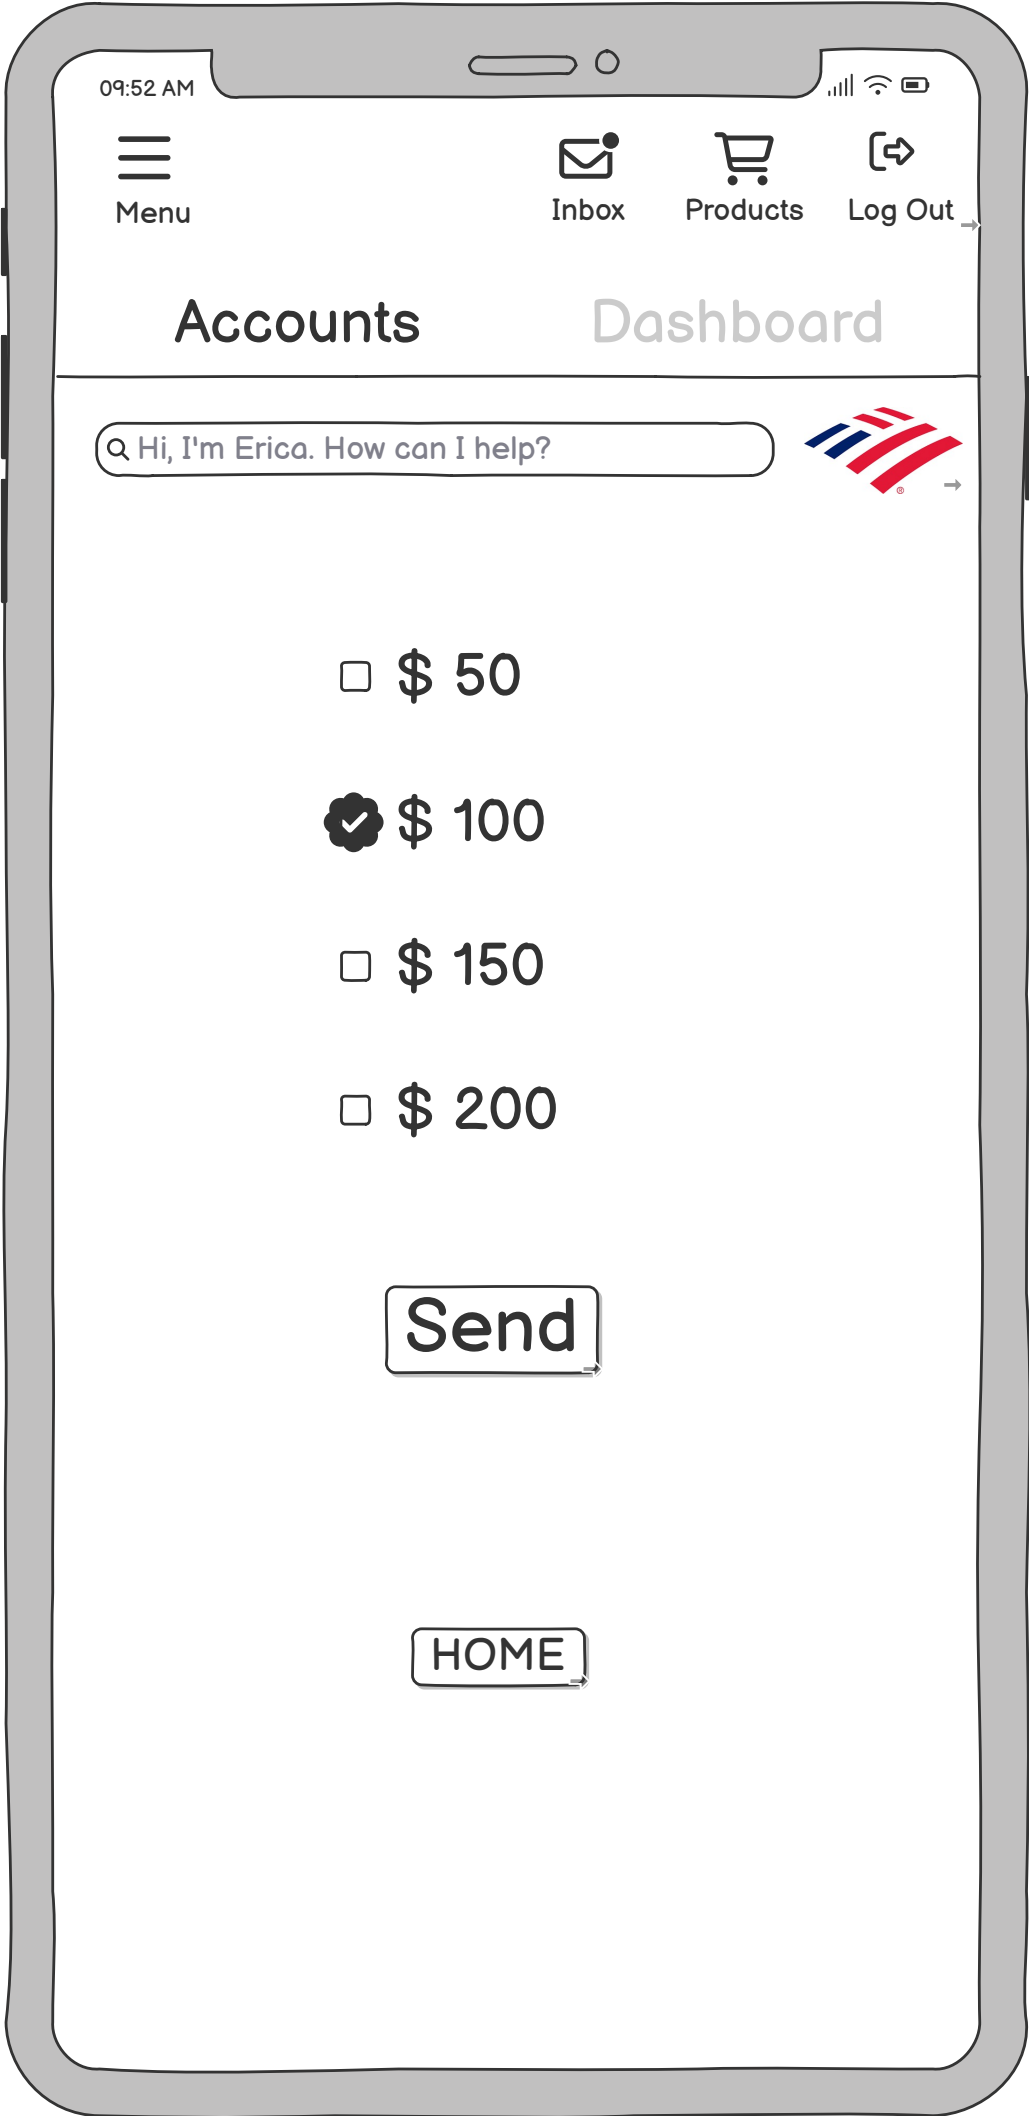 09:52 AM
Menu
Inbox
Products
Log Out
Accounts
Dashboard
Hi, I'm Erica. How can I help?
®
$ 50
$ 100
$ 150
$ 200
Send
HOME